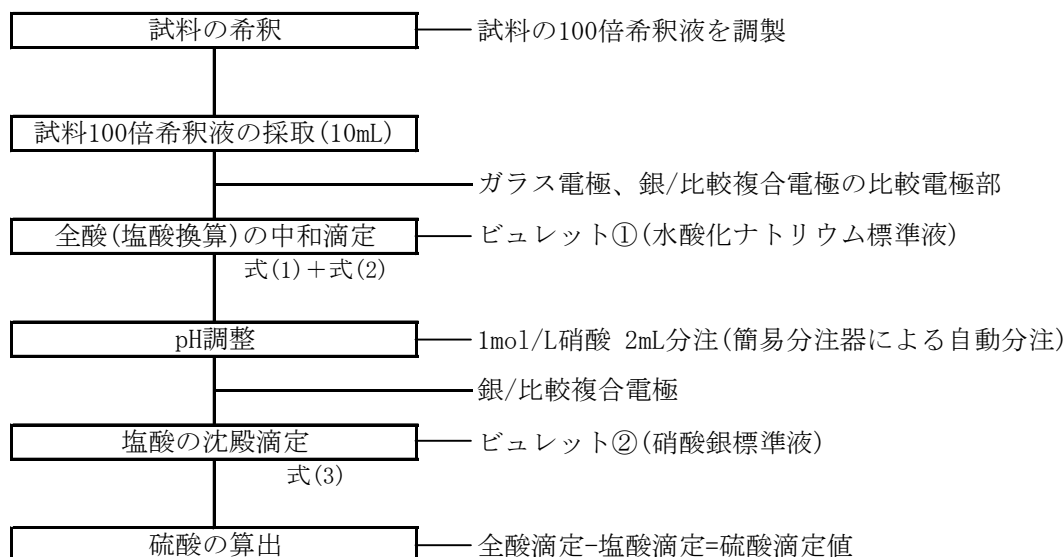 試料の希釈
試料の100倍希釈液を調製
試料100倍希釈液の採取(10mL)
ガラス電極、銀/比較複合電極の比較電極部
全酸(塩酸換算)の中和滴定
ビュレット①(水酸化ナトリウム標準液)
式(1)＋式(2)
pH調整
1mol/L硝酸 2mL分注(簡易分注器による自動分注)
銀/比較複合電極
塩酸の沈殿滴定
ビュレット②(硝酸銀標準液)
式(3)
硫酸の算出
全酸滴定-塩酸滴定=硫酸滴定値